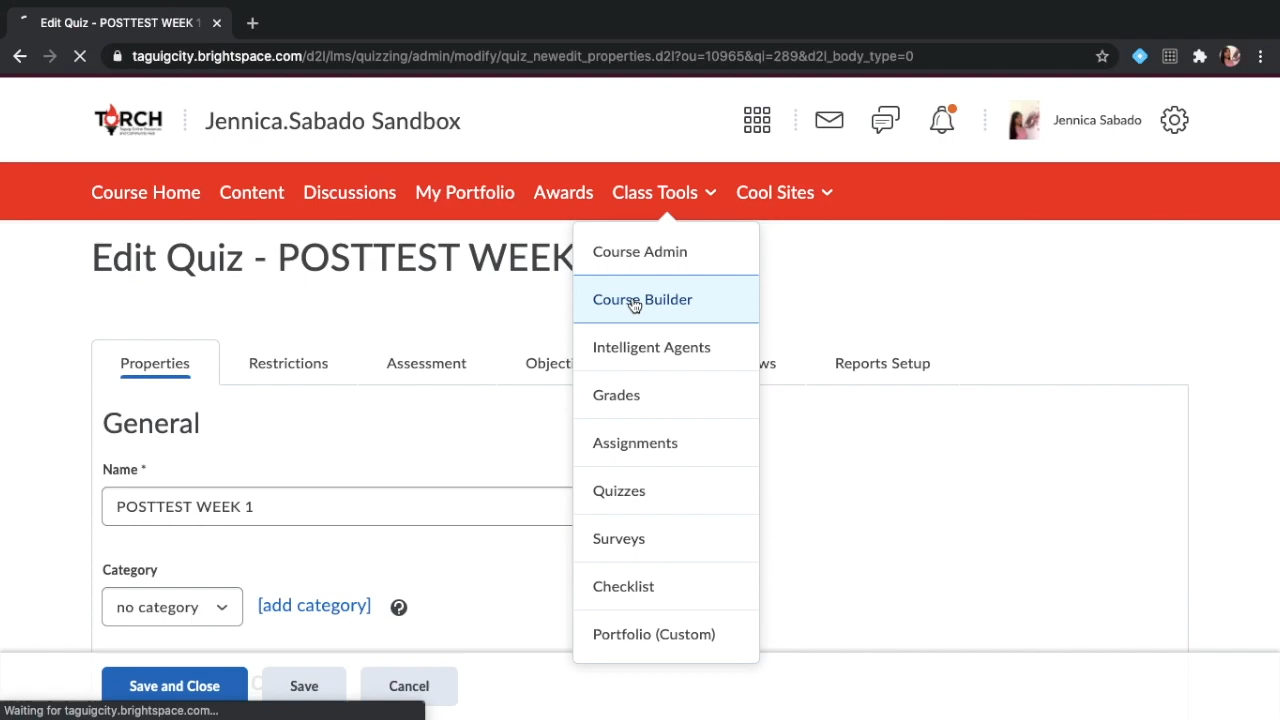 Edit Quiz - POSTTEST WEEK 1
taguigcity.brightspace.com/d2l/lms/quizzing/admin/modify/quiz_newedit_properties.d2l?ou=10965&qi=289&d2l_body_type=0
TORCH
Jennica.Sabado Sandbox
Jennica Sabado
Course Home Content Discussions My Portfolio Awards Class Tools Cool Sites
Edit Quiz - POSTTEST WEEK
Course Admin
Course Builder
Intelligent Agents
Grades
Assignments
Quizzes
Surveys
Checklist
Portfolio (Custom)
Properties Restrictions Assessment Objecti ws Reports Setup
General
Name *
POSTTEST WEEK 1
Category
no category [add category] ?
Save and Close Save Cancel
Waiting for taguigcity.brightspace.com...